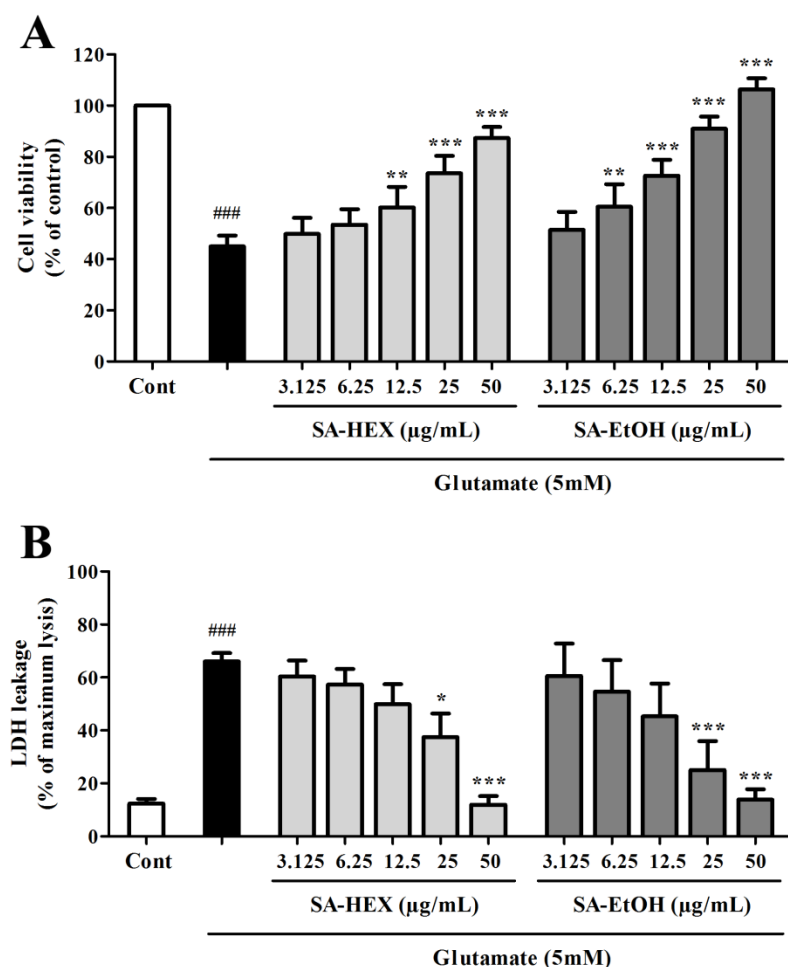 A
120
100
80
60
40
20
0
Cell viability
(% of control)
###
**
***
***
**
***
***
***
Cont
3.125 6.25 12.5 25 50
3.125 6.25 12.5 25 50
SA-HEX (µg/mL)
SA-EtOH (µg/mL)
Glutamate (5mM)
B
100
80
60
40
20
0
LDH leakage
(% of maximum lysis)
###
*
***
***
***
Cont
3.125 6.25 12.5 25 50
3.125 6.25 12.5 25 50
SA-HEX (µg/mL)
SA-EtOH (µg/mL)
Glutamate (5mM)